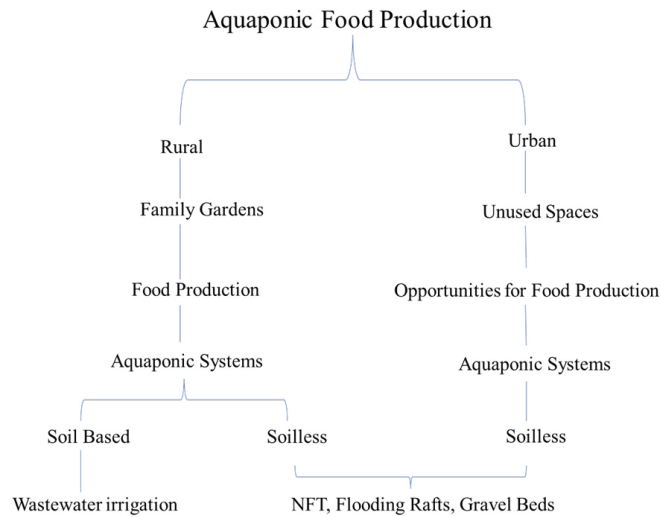 Aquaponic Food Production
Rural
Urban
Family Gardens
Unused Spaces
Food Production
Opportunities for Food Production
Aquaponic Systems
Aquaponic Systems
Soil Based
Soilless
Soilless
Wastewater irrigation
NFT, Flooding Rafts, Gravel Beds